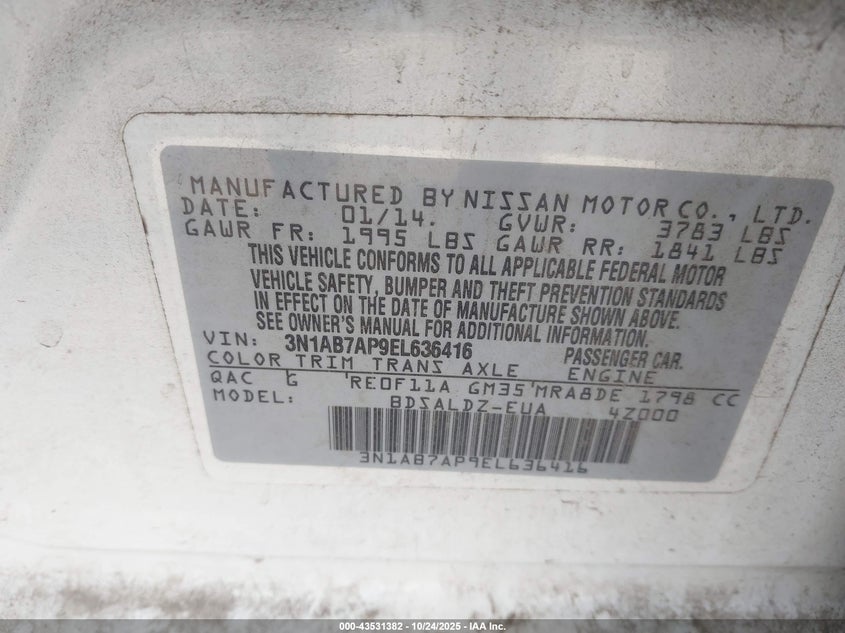 MANUFACTURED BY NISSAN MOTOR CO., LTD.
DATE: 01/14. GVWR: 3783 LBS
GAWR FR: 1995 LBS GAWR RR: 1841 LBS
THIS VEHICLE CONFORMS TO ALL APPLICABLE FEDERAL MOTOR
VEHICLE SAFETY, BUMPER AND THEFT PREVENTION STANDARDS
IN EFFECT ON THE DATE OF MANUFACTURE SHOWN ABOVE.
SEE OWNER'S MANUAL FOR ADDITIONAL INFORMATION.
VIN: 3N1AB7AP9EL636416 PASSENGER CAR.
COLOR TRIM TRANS AXLE ENGINE
QAC G RE0F11A GM35 MRA8DE 1798 CC
MODEL: BDSALDZ-EUA 4Z000
3N1AB7AP9EL636416
000-43531382 - 10/24/2025 - IAA Inc.